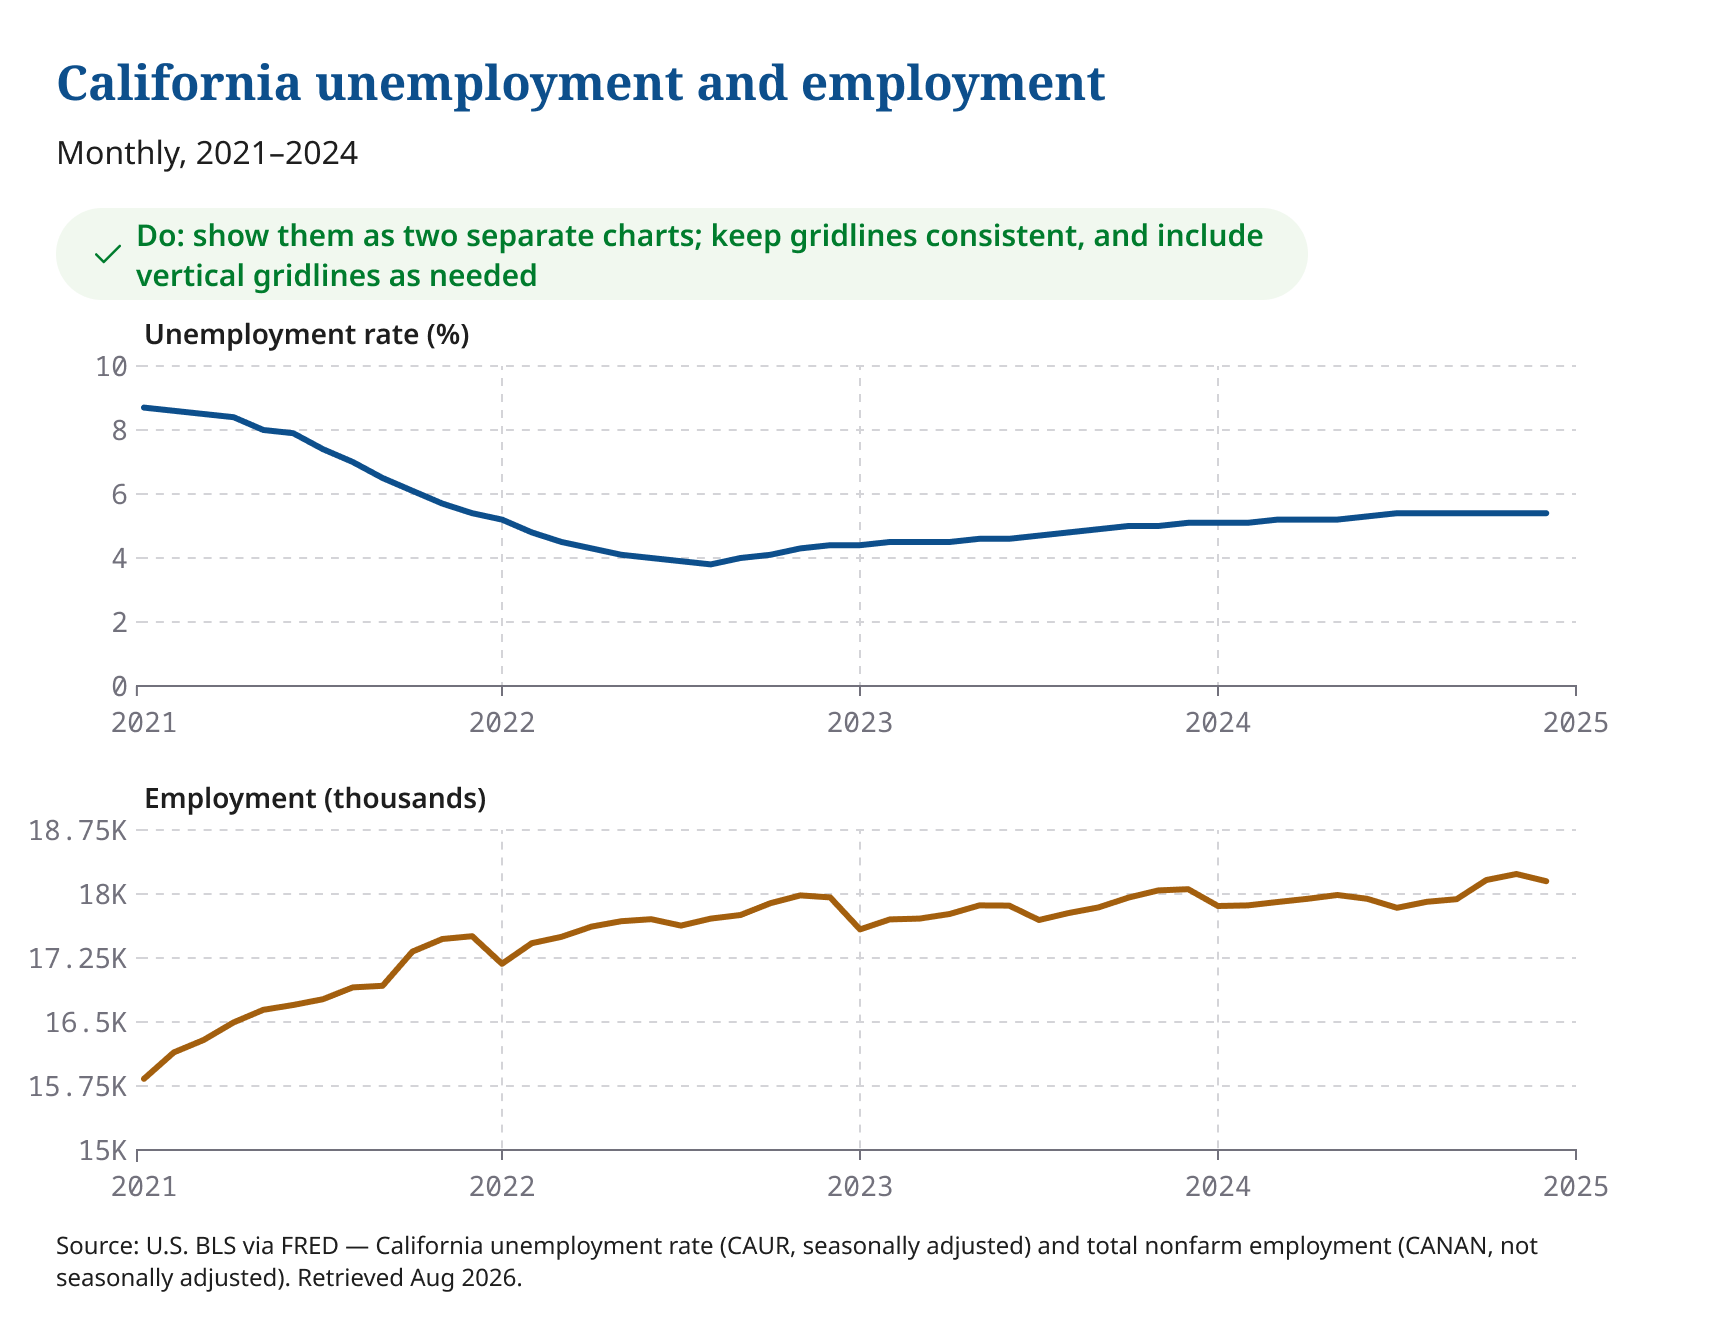 California unemployment and employment
Monthly, 2021–2024
Do: show them as two separate charts; keep gridlines consistent, and include
vertical gridlines as needed
Unemployment rate (%)
10
8
6
4
2
0
2021 2022 2023 2024 2025
Employment (thousands)
18.75K
18K
17.25K
16.5K
15.75K
15K
2021 2022 2023 2024 2025
Source: U.S. BLS via FRED — California unemployment rate (CAUR, seasonally adjusted) and total nonfarm employment (CANAN, not
seasonally adjusted). Retrieved Aug 2026.